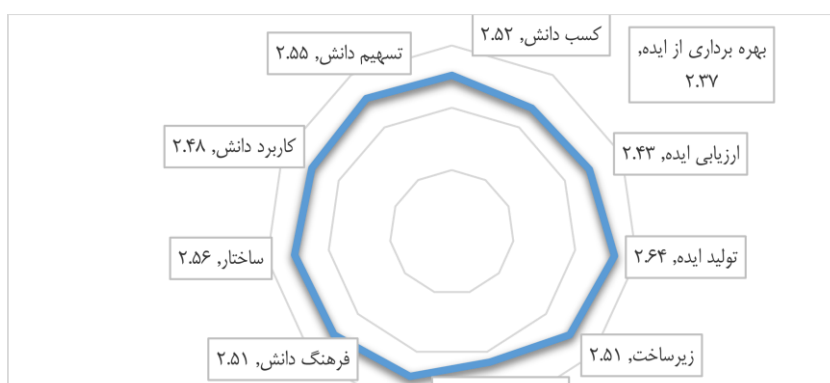 کسب دانش, ۲.۵۲
بهره برداری از ایده,
۲.۳۷
تسهیم دانش, ۲.۵۵
ارزیابی ایده, ۲.۴۳
کاربرد دانش, ۲.۴۸
تولید ایده, ۲.۶۴
ساختار, ۲.۵۶
زیرساخت, ۲.۵۱
فرهنگ دانش, ۲.۵۱